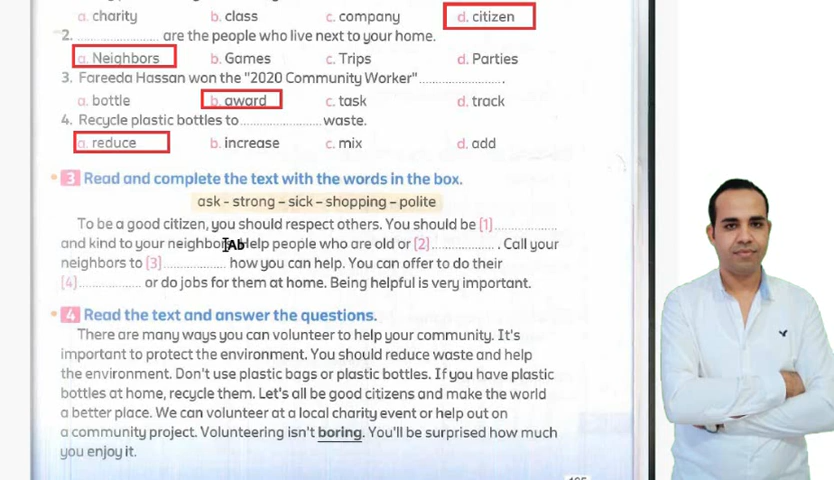 a. charity b. class c. company d. citizen
2. .................... are the people who live next to your home.
a. Neighbors b. Games c. Trips d. Parties
3. Fareeda Hassan won the "2020 Community Worker"....................
a. bottle b. award c. task d. track
4. Recycle plastic bottles to .................... waste.
a. reduce b. increase c. mix d. add
3 Read and complete the text with the words in the box.
ask - strong – sick – shopping – polite
To be a good citizen, you should respect others. You should be (1)..................
and kind to your neighbors. Help people who are old or (2).................. . Call your
neighbors to (3).................. how you can help. You can offer to do their
(4).................. or do jobs for them at home. Being helpful is very important.
4 Read the text and answer the questions.
There are many ways you can volunteer to help your community. It's
important to protect the environment. You should reduce waste and help
the environment. Don't use plastic bags or plastic bottles. If you have plastic
bottles at home, recycle them. Let's all be good citizens and make the world
a better place. We can volunteer at a local charity event or help out on
a community project. Volunteering isn't boring. You'll be surprised how much
you enjoy it.